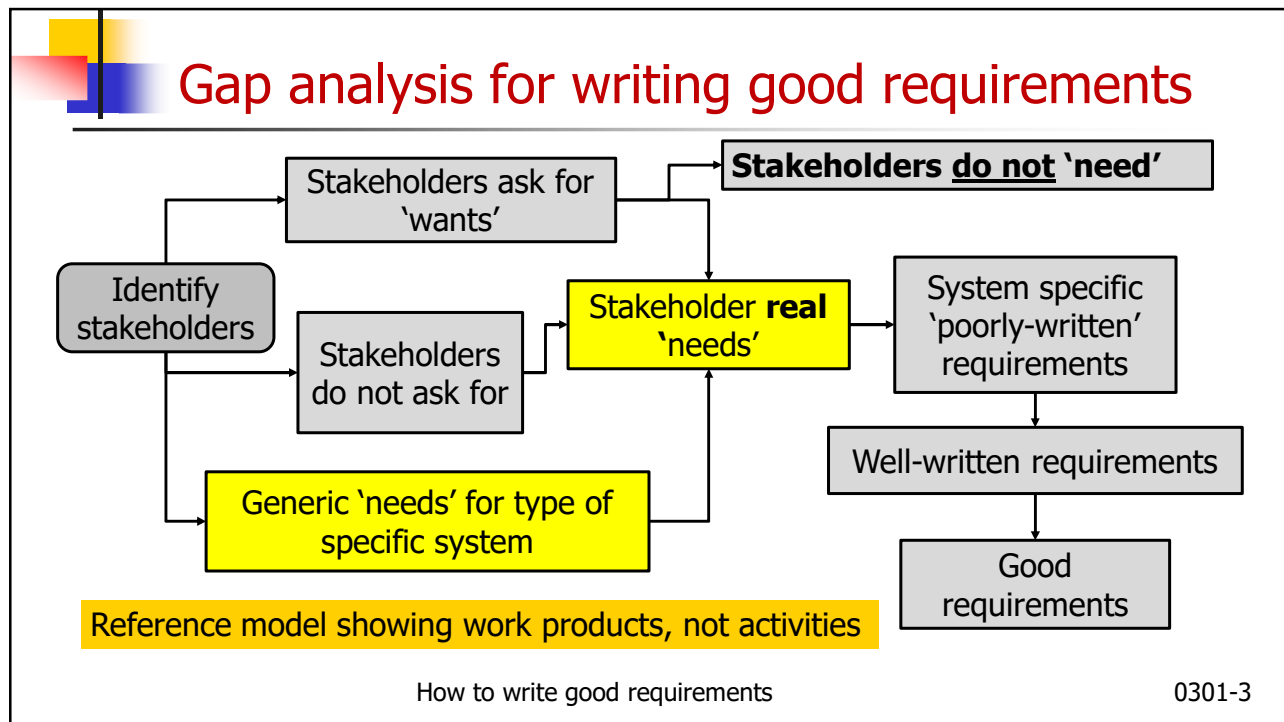 Gap analysis for writing good requirements
Stakeholders ask for
‘wants’
Stakeholders do not ‘need’
Identify
stakeholders
Stakeholders
do not ask for
Stakeholder real
‘needs’
System specific
‘poorly-written’
requirements
Well-written requirements
Generic ‘needs’ for type of
specific system
Good
requirements
Reference model showing work products, not activities
How to write good requirements
0301-3